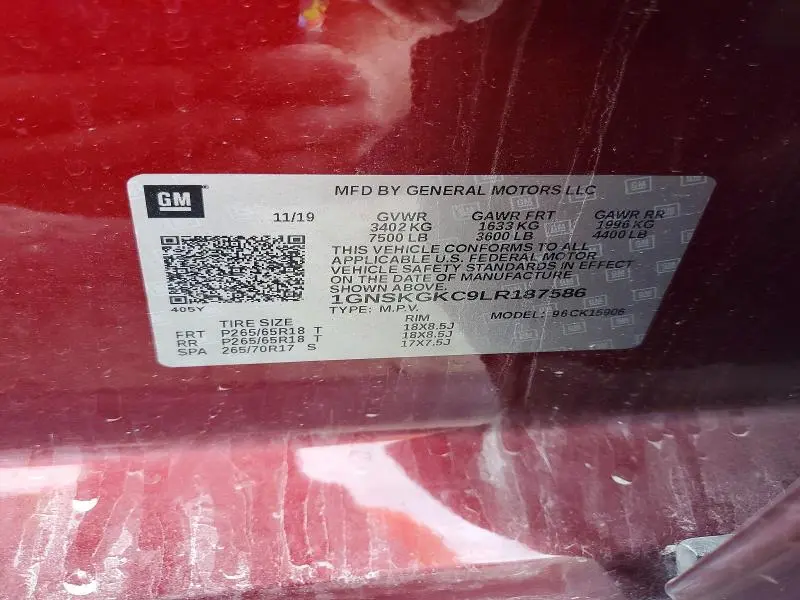 GM
MFD BY GENERAL MOTORS LLC
11/19 GVWR GAWR FRT GAWR RR
3402 KG 1633 KG 1996 KG
7500 LB 3600 LB 4400 LB
THIS VEHICLE CONFORMS TO ALL
APPLICABLE U.S. FEDERAL MOTOR
VEHICLE SAFETY STANDARDS IN EFFECT
ON THE DATE OF MANUFACTURE
SHOWN ABOVE.
405Y
1GNSKGKC9LR187586
TYPE: M.P.V. MODEL: 96CK15906
TIRE SIZE RIM
FRT P265/65R18 T 18X8.5J
RR P265/65R18 T 18X8.5J
SPA 265/70R17 S 17X7.5J